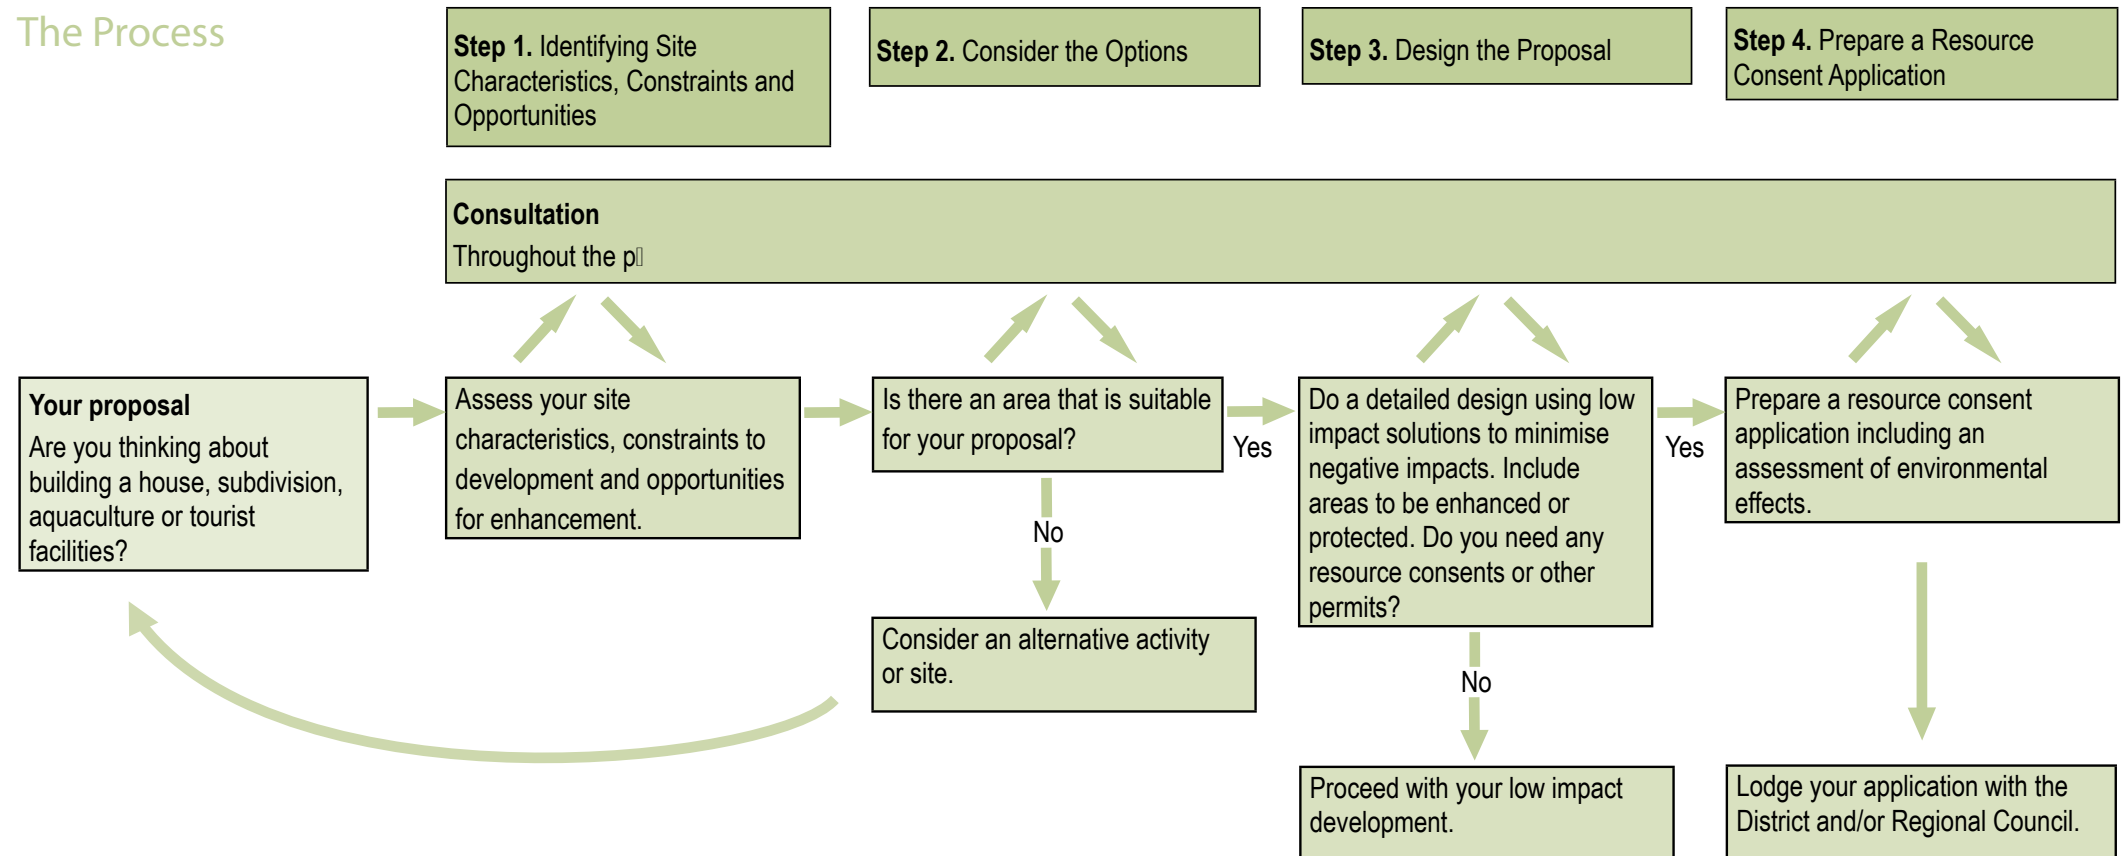 The Process
Step 1. Identifying Site
Characteristics, Constraints and
Opportunities
Step 2. Consider the Options
Step 3. Design the Proposal
Step 4. Prepare a Resource
Consent Application
Consultation
Throughout the
Your proposal
Are you thinking about
building a house, subdivision,
aquaculture or tourist
facilities?
Assess your site
characteristics, constraints to
development and opportunities
for enhancement.
Is there an area that is suitable
for your proposal?
Yes
No
Consider an alternative activity
or site.
Do a detailed design using low
impact solutions to minimise
negative impacts. Include
areas to be enhanced or
protected. Do you need any
resource consents or other
permits?
Yes
No
Proceed with your low impact
development.
Prepare a resource consent
application including an
assessment of environmental
effects.
Lodge your application with the
District and/or Regional Council.